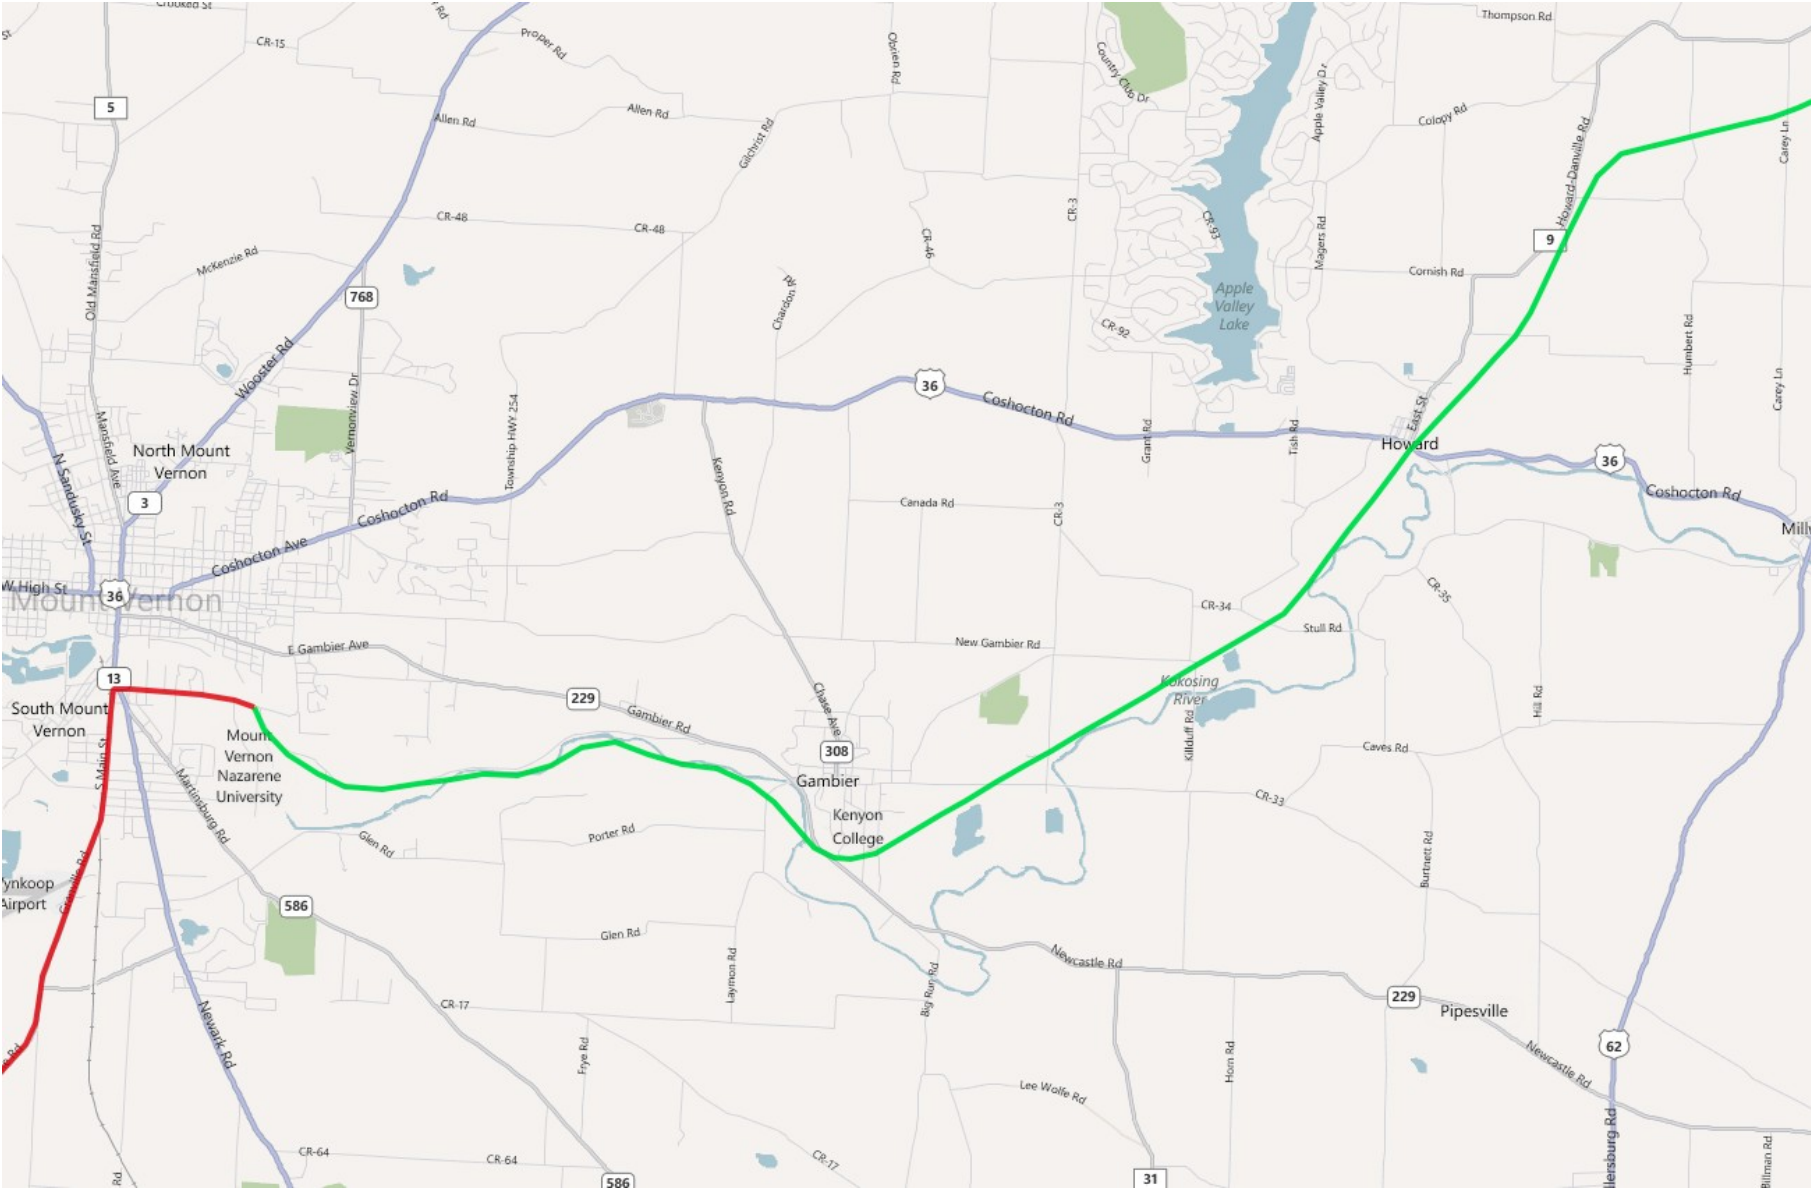 Crooked St
St
CR-15
Proper Rd
Obrien Rd
Country Club Dr
Apple Valley Dr
Thompson Rd
5
Allen Rd
Allen Rd
Gilchrist Rd
Colopy Rd
Howard-Danville Rd
Carey Ln
CR-48
CR-48
CR-3
CR-93
Old Mansfield Rd
McKenzie Rd
CR-46
Magers Rd
9
Cornish Rd
768
Chardon Rd
Apple
Valley
Lake
CR-92
Humbert Rd
Wooster Rd
36
Coshocton Rd
Carey Ln
Mansfield Ave
Vernonview Dr
Township HWY 254
Grant Rd
Tish Rd
East St
Howard
36
Coshocton Rd
North Mount
Vernon
N Sandusky St
3
Kenyon Rd
Canada Rd
CR-3
Coshocton Rd
Coshocton Ave
W High St
36
Mount Vernon
CR-34
CR-35
Stull Rd
E Gambier Ave
New Gambier Rd
13
229
Gambier Rd
Chase Ave
Kokosing
River
Hill Rd
South Mount
Vernon
Mount
Vernon
Nazarene
University
S Main St
Martinsburg Rd
308
Gambier
Killduff Rd
Caves Rd
CR-33
Kenyon
College
Porter Rd
Glen Rd
Burtnett Rd
Granville Rd
Airport
586
Glen Rd
Laymon Rd
Newcastle Rd
Big Run Rd
229
Pipesville
CR-17
Newark Rd
Frye Rd
Horn Rd
62
Newcastle Rd
Lee Wolfe Rd
CR-64
CR-64
CR-17
586
31
Rd
Billman Rd